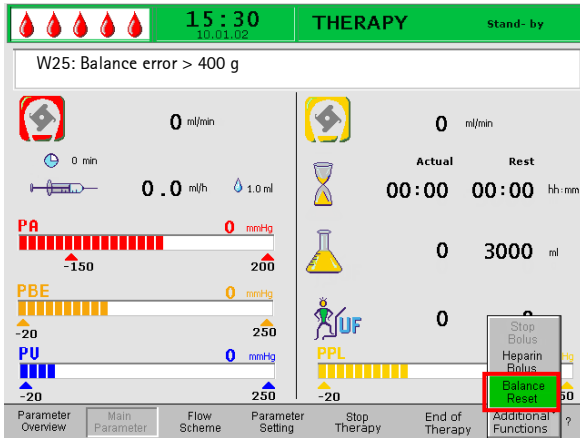 15:30
10.01.02
THERAPY
Stand- by
W25: Balance error > 400 g
0 ml/min
0 ml/min
0 min
0.0 ml/h
1.0 ml
Actual Rest
00:00 00:00 hh:mm
PA 0 mmHg
-150 200
0 3000 ml
PBE 0 mmHg
-20 250
UF 0
PV 0 mmHg
-20 250
PPL
-20
Stop
Bolus
Heparin
Bolus
Balance
Reset
Parameter
Overview
Main
Parameter
Flow
Scheme
Parameter
Setting
Stop
Therapy
End of
Therapy
Additional
Functions
?